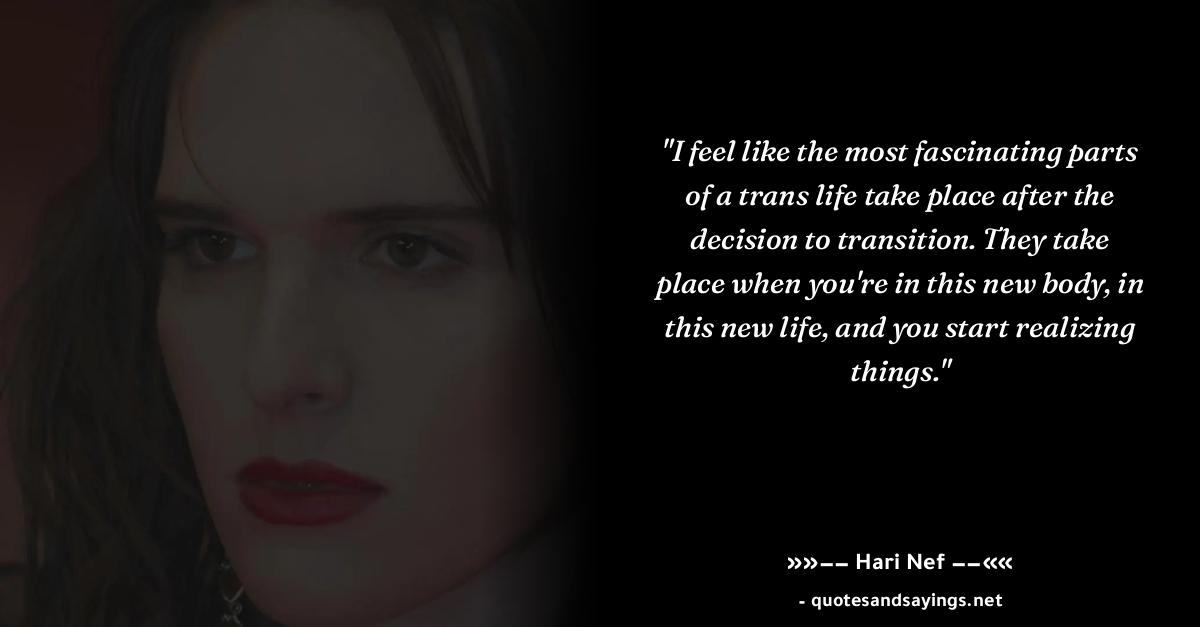 "I feel like the most fascinating parts
of a trans life take place after the
decision to transition. They take
place when you're in this new body, in
this new life, and you start realizing
things."
»»−− Hari Nef −−««
- quotesandsayings.net